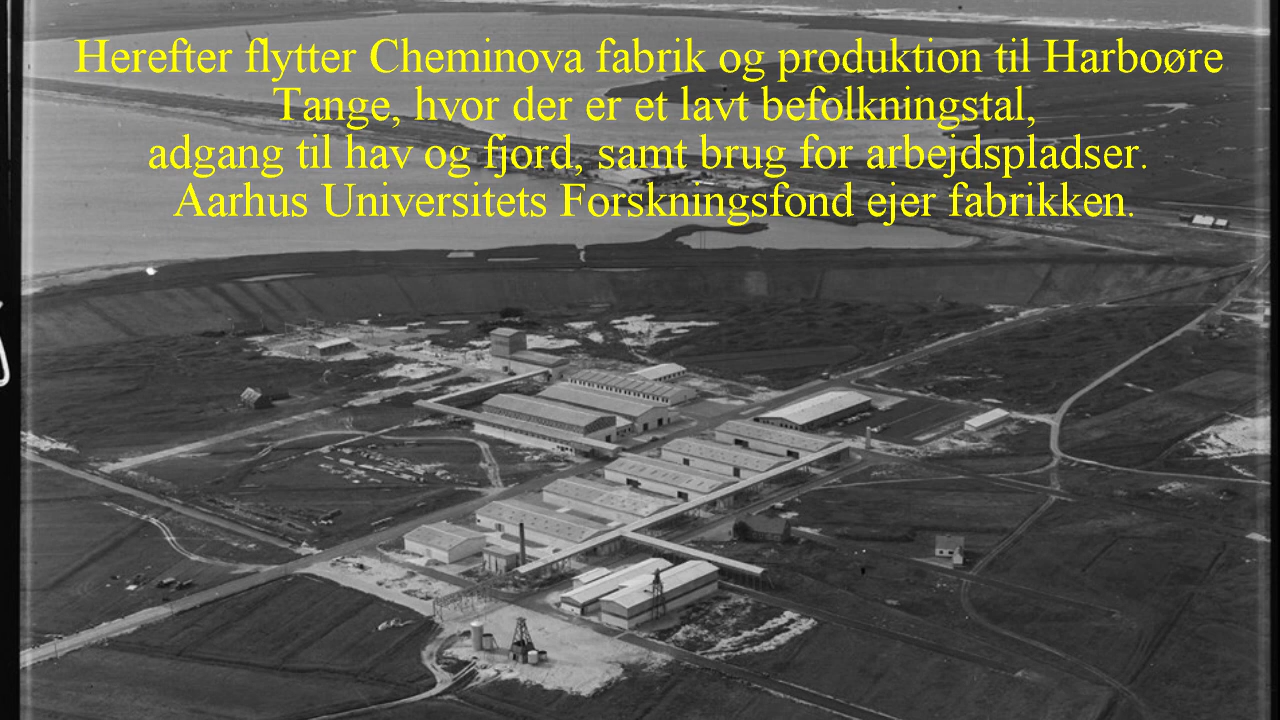 Herefter flytter Cheminova fabrik og produktion til Harboøre
Tange, hvor der er et lavt befolkningstal,
adgang til hav og fjord, samt brug for arbejdspladser.
Aarhus Universitets Forskningsfond ejer fabrikken.